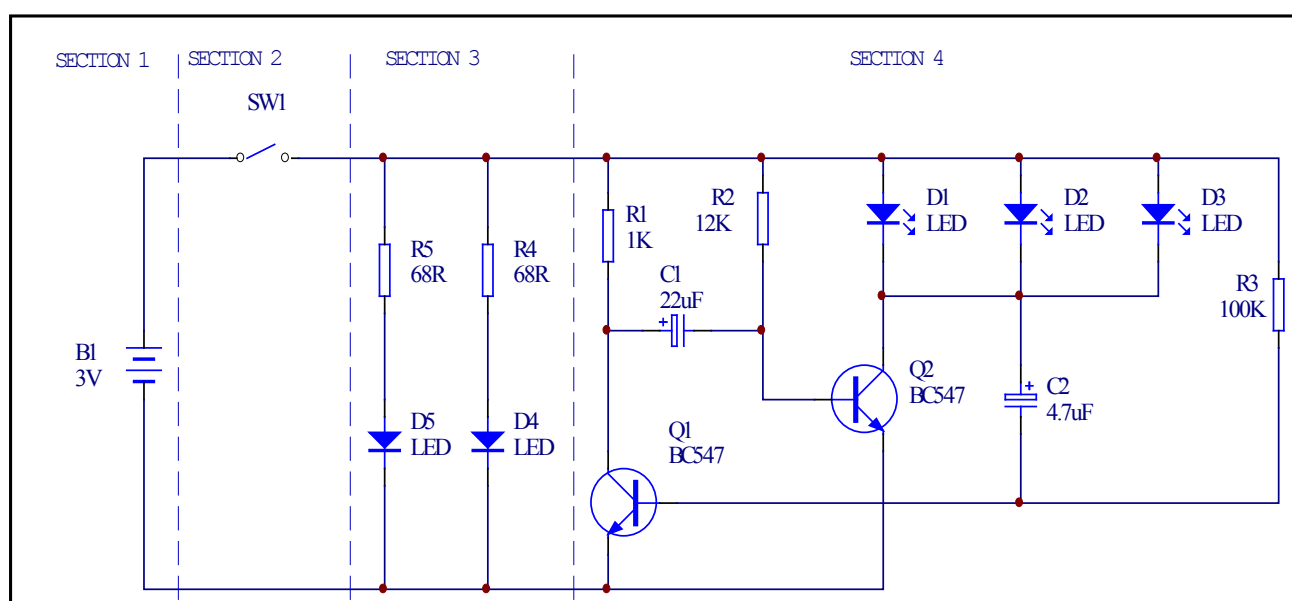 SECTION 1
SECTION 2
SECTION 3
SECTION 4
SW1
R5
68R
R4
68R
R1
1K
R2
12K
C1
22uF
+
D1
LED
D2
LED
D3
LED
R3
100K
B1
3V
D5
LED
D4
LED
Q1
BC547
Q2
BC547
+
C2
4.7uF